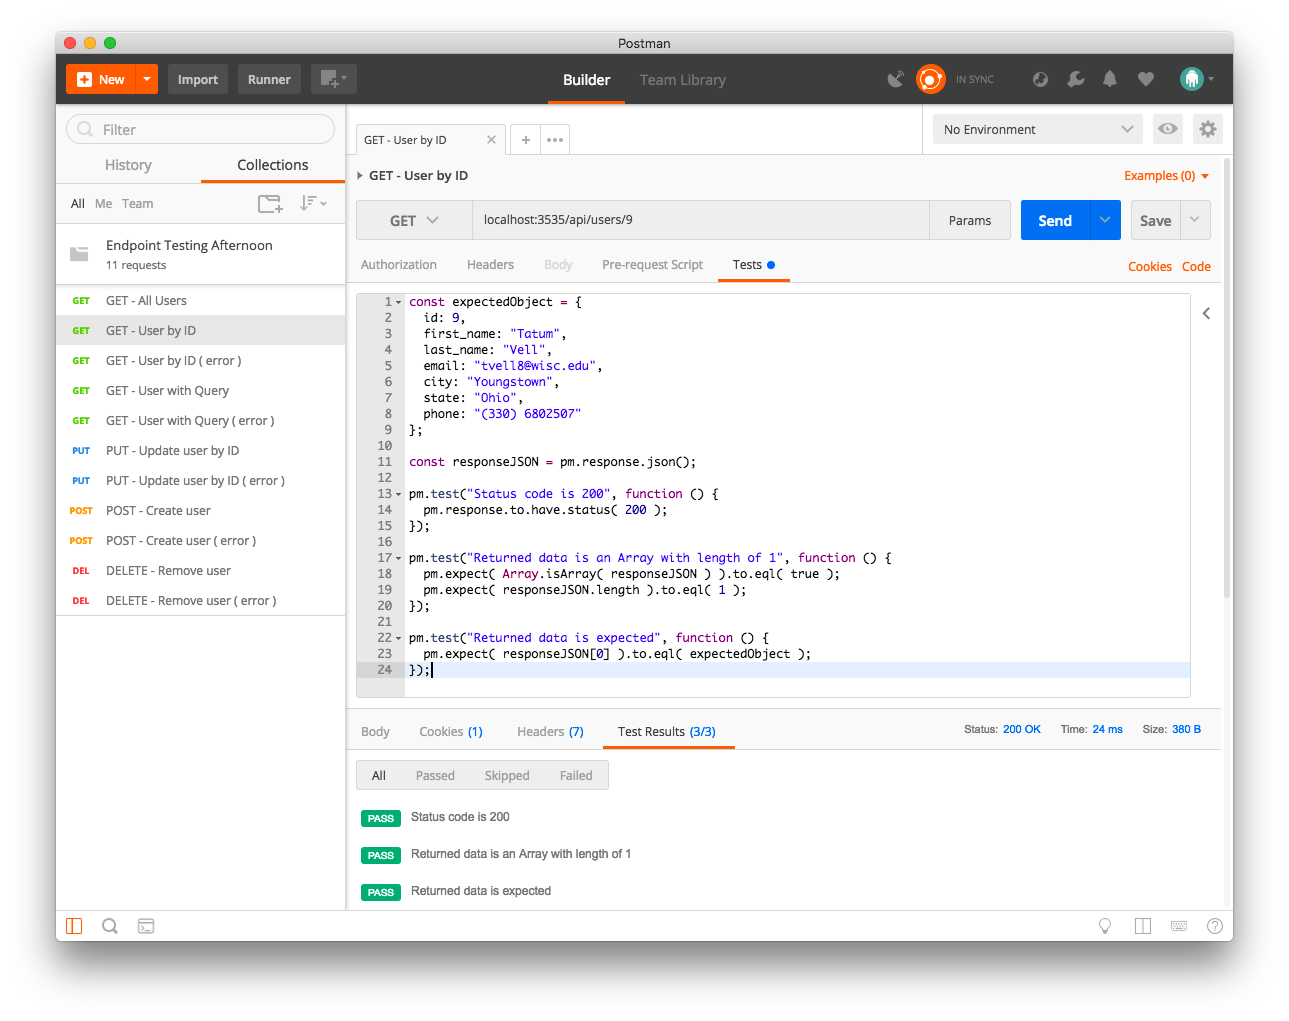 Postman
New
Import
Runner
Builder
Team Library
IN SYNC
Filter
History
Collections
All Me Team
Endpoint Testing Afternoon
11 requests
GET GET - All Users
GET GET - User by ID
GET GET - User by ID ( error )
GET GET - User with Query
GET GET - User with Query ( error )
PUT PUT - Update user by ID
PUT PUT - Update user by ID ( error )
POST POST - Create user
POST POST - Create user ( error )
DEL DELETE - Remove user
DEL DELETE - Remove user ( error )
GET - User by ID
No Environment
GET - User by ID
Examples (0)
GET
localhost:3535/api/users/9
Params
Send
Save
Authorization Headers Body Pre-request Script Tests
Cookies Code
1 const expectedObject = {
2 id: 9,
3 first_name: "Tatum",
4 last_name: "Vell",
5 email: "tvell8@wisc.edu",
6 city: "Youngstown",
7 state: "Ohio",
8 phone: "(330) 6802507"
9 };
10
11 const responseJSON = pm.response.json();
12
13 pm.test("Status code is 200", function () {
14 pm.response.to.have.status( 200 );
15 });
16
17 pm.test("Returned data is an Array with length of 1", function () {
18 pm.expect( Array.isArray( responseJSON ) ).to.eql( true );
19 pm.expect( responseJSON.length ).to.eql( 1 );
20 });
21
22 pm.test("Returned data is expected", function () {
23 pm.expect( responseJSON[0] ).to.eql( expectedObject );
24 });
Body Cookies (1) Headers (7) Test Results (3/3)
Status: 200 OK Time: 24 ms Size: 380 B
All Passed Skipped Failed
PASS Status code is 200
PASS Returned data is an Array with length of 1
PASS Returned data is expected